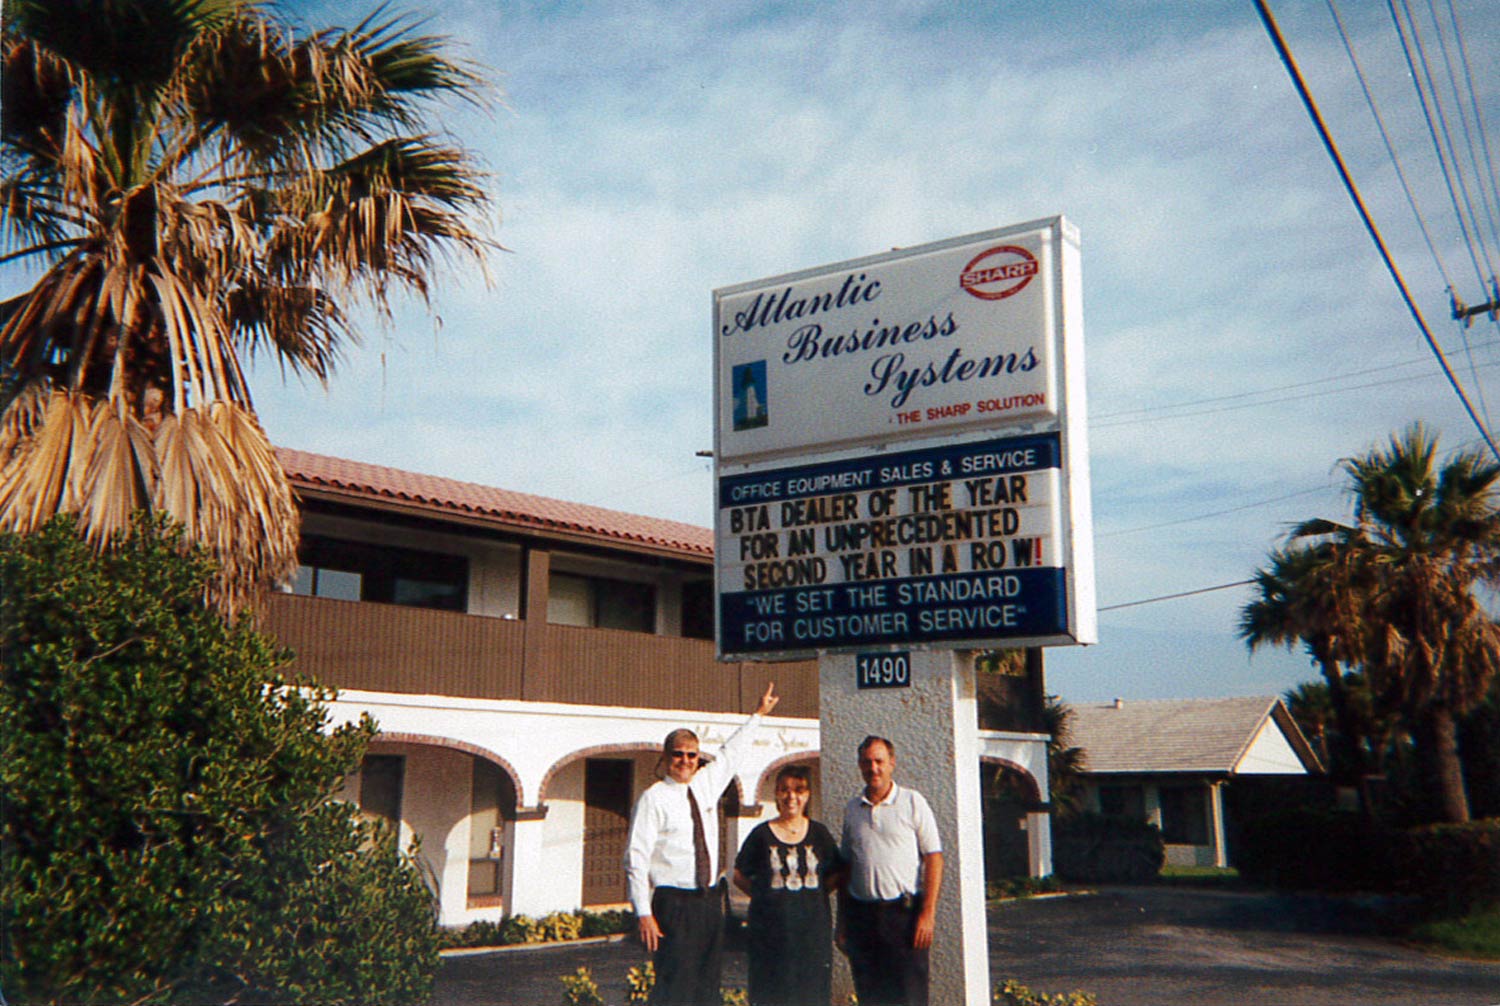 Atlantic
SHARP
Business
Systems
THE SHARP SOLUTION
OFFICE EQUIPMENT SALES & SERVICE
BTA DEALER OF THE YEAR
FOR AN UNPRECEDENTED
SECOND YEAR IN A ROW!
"WE SET THE STANDARD
FOR CUSTOMER SERVICE"
1490